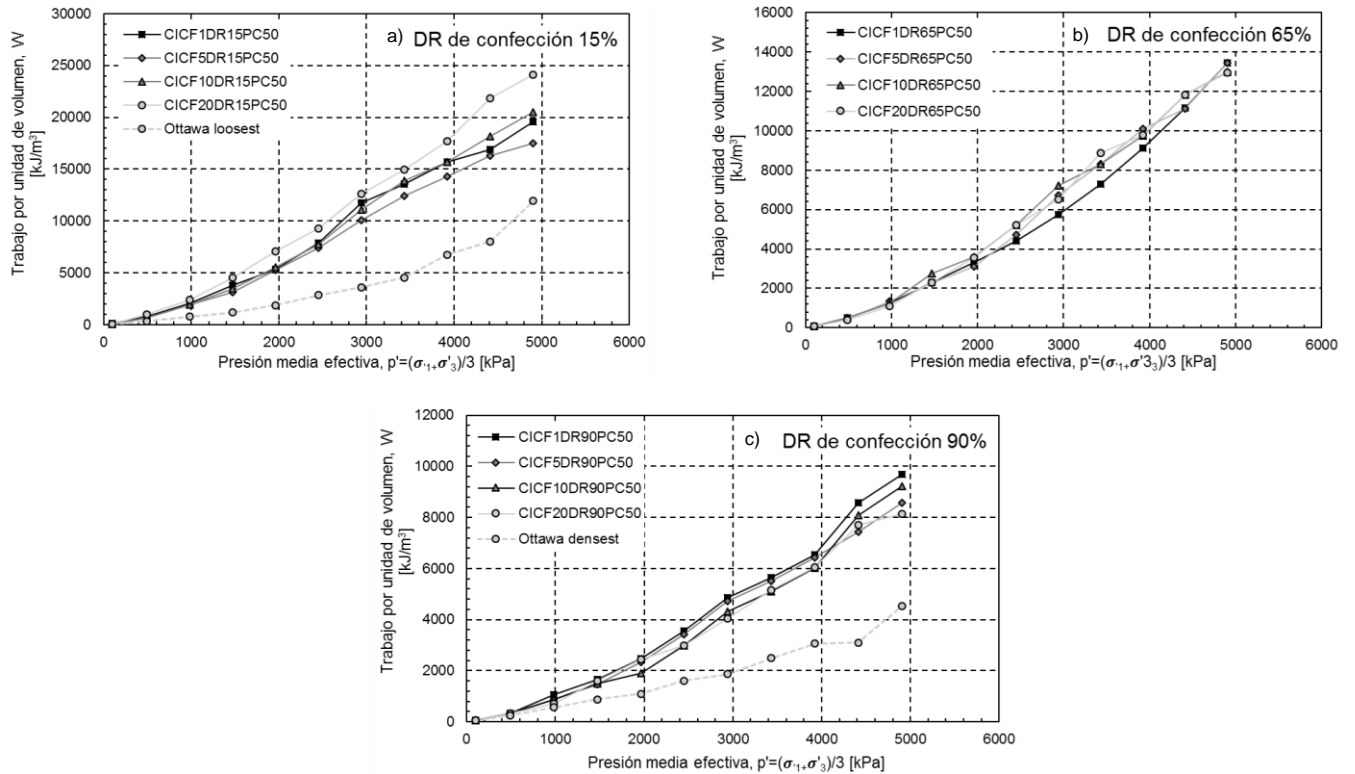 30000
25000
20000
15000
10000
5000
0
Trabajo por unidad de volumen, W
[kJ/m³]
CICF1DR15PC50
CICF5DR15PC50
CICF10DR15PC50
CICF20DR15PC50
Ottawa loosest
a) DR de confección 15%
0 1000 2000 3000 4000 5000 6000
Presión media efectiva, p'=(σ'₁+σ'₃)/3 [kPa]
16000
14000
12000
10000
8000
6000
4000
2000
0
Trabajo por unidad de volumen, W
[kJ/m³]
CICF1DR65PC50
CICF5DR65PC50
CICF10DR65PC50
CICF20DR65PC50
b) DR de confección 65%
0 1000 2000 3000 4000 5000 6000
Presión media efectiva, p'=(σ'₁+σ'3₃)/3 [kPa]
12000
10000
8000
6000
4000
2000
0
Trabajo por unidad de volumen, W
[kJ/m³]
CICF1DR90PC50
CICF5DR90PC50
CICF10DR90PC50
CICF20DR90PC50
Ottawa densest
c) DR de confección 90%
0 1000 2000 3000 4000 5000 6000
Presión media efectiva, p'=(σ'₁+σ'₃)/3 [kPa]